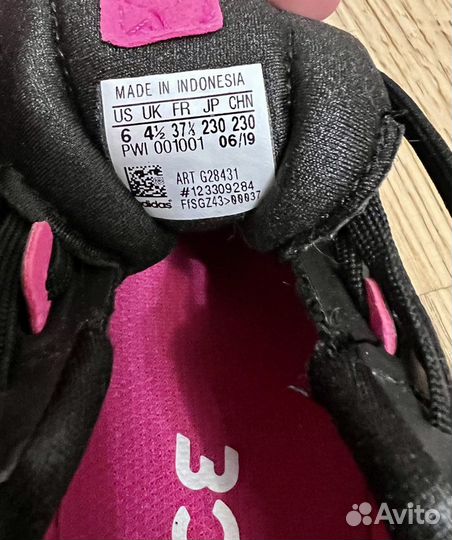 MADE IN INDONESIA
US UK FR JP CHN
6 4½ 37⅓ 230 230
PWI 001001 06/19
ART G28431
#123309284
adidas F1SGZ43>00037
Avito